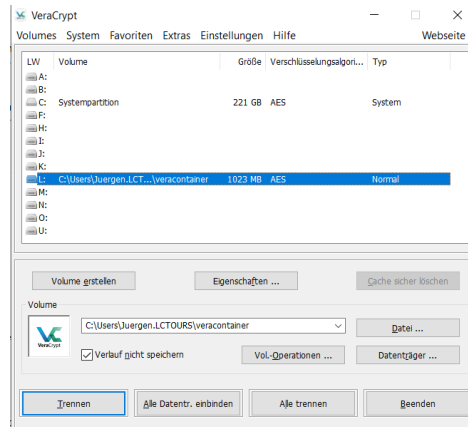 VeraCrypt
Volumes System Favoriten Extras Einstellungen Hilfe Webseite
LW Volume Größe Verschlüsselungsalgori... Typ
A:
B:
C: Systempartition 221 GB AES System
F:
H:
I:
J:
K:
L: C:\Users\Juergen.LCT...\veracontainer 1023 MB AES Normal
M:
N:
O:
U:
Volume erstellen Eigenschaften ... Cache sicher löschen
Volume
C:\Users\Juergen.LCTOURS\veracontainer Datei ...
VeraCrypt
Verlauf nicht speichern Vol.-Operationen ... Datenträger ...
Trennen Alle Datentr. einbinden Alle trennen Beenden